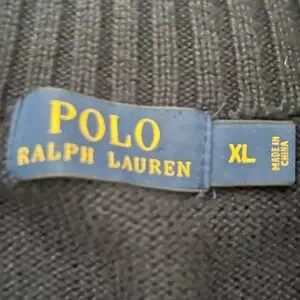 POLO
RALPH LAUREN
XL
MADE IN
CHINA